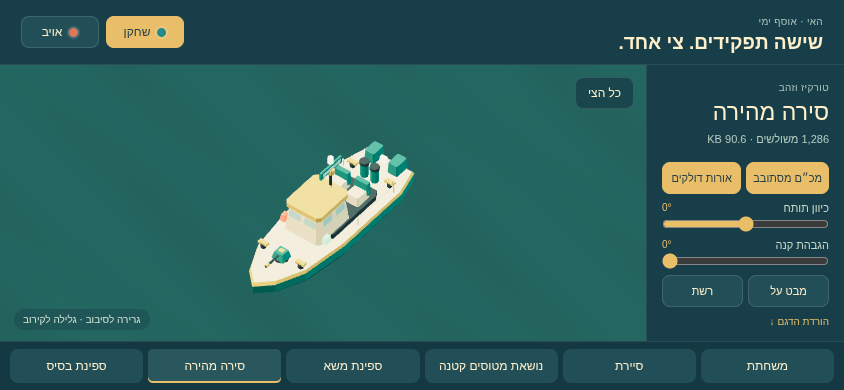 האי · אוסף ימי
שישה תפקידים. צי אחד.
שחקן
אויב
טורקיז וזהב
סירה מהירה
1,286 משולשים · 90.6 KB
מכ״ם מסתובב
אורות דולקים
כיוון תותח
0°
הגבהת קנה
0°
מבט על
רשת
הורדת הדגם ↓
כל הצי
גרירה לסיבוב · גלילה לקירוב
משחתת
סיירת
נושאת מטוסים קטנה
ספינת משא
סירה מהירה
ספינת בסיס